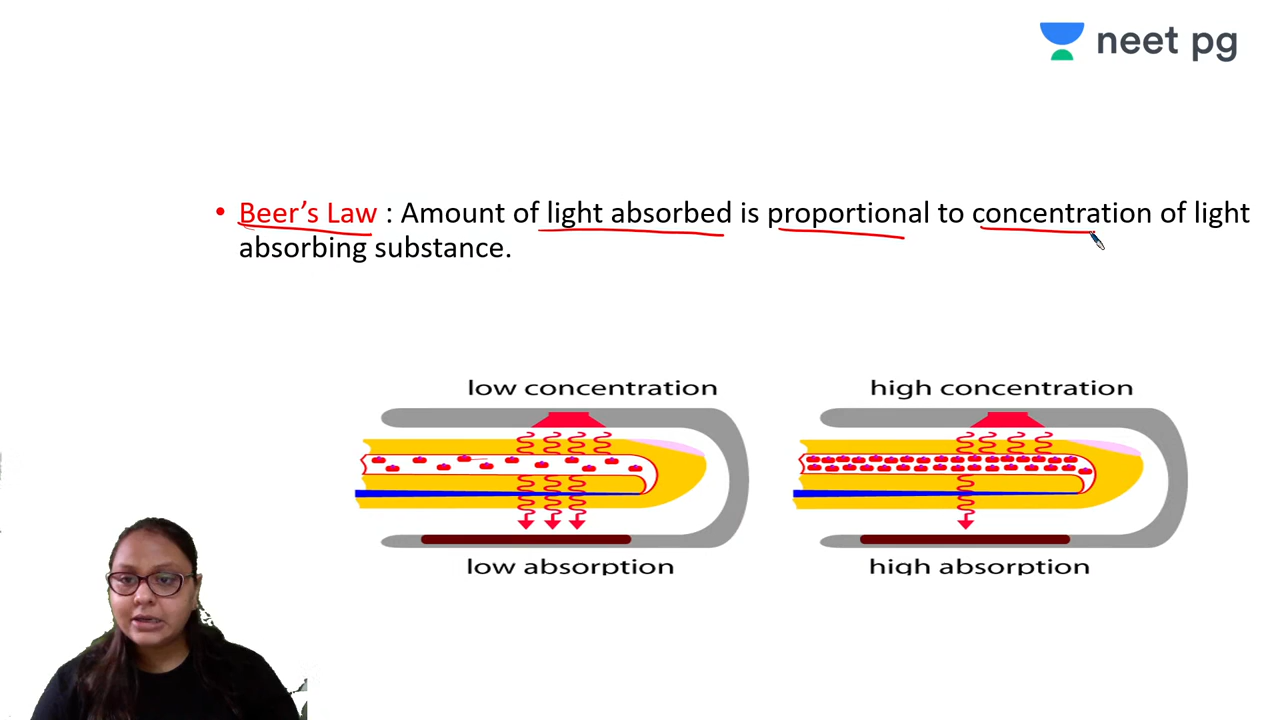 neet pg
• Beer's Law : Amount of light absorbed is proportional to concentration of light
absorbing substance.
low concentration
high concentration
low absorption
high absorption